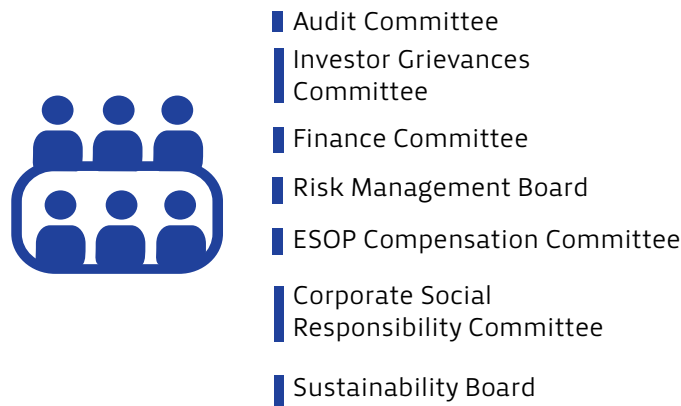 Audit Committee
Investor Grievances
Committee
Finance Committee
Risk Management Board
ESOP Compensation Committee
Corporate Social
Responsibility Committee
Sustainability Board